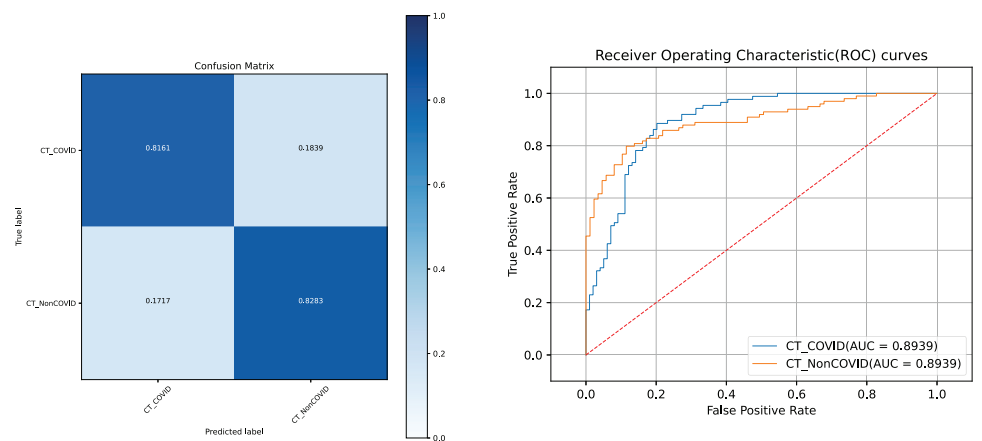 Confusion Matrix
1.0
0.8
0.6
0.4
0.2
0.0
CT_COVID
0.8161
0.1839
CT_NonCOVID
0.1717
0.8283
True label
CT_COVID
CT_NonCOVID
Predicted label
Receiver Operating Characteristic(ROC) curves
1.0
0.8
0.6
0.4
0.2
0.0
True Positive Rate
CT_COVID(AUC = 0.8939)
CT_NonCOVID(AUC = 0.8939)
0.0
0.2
0.4
0.6
0.8
1.0
False Positive Rate